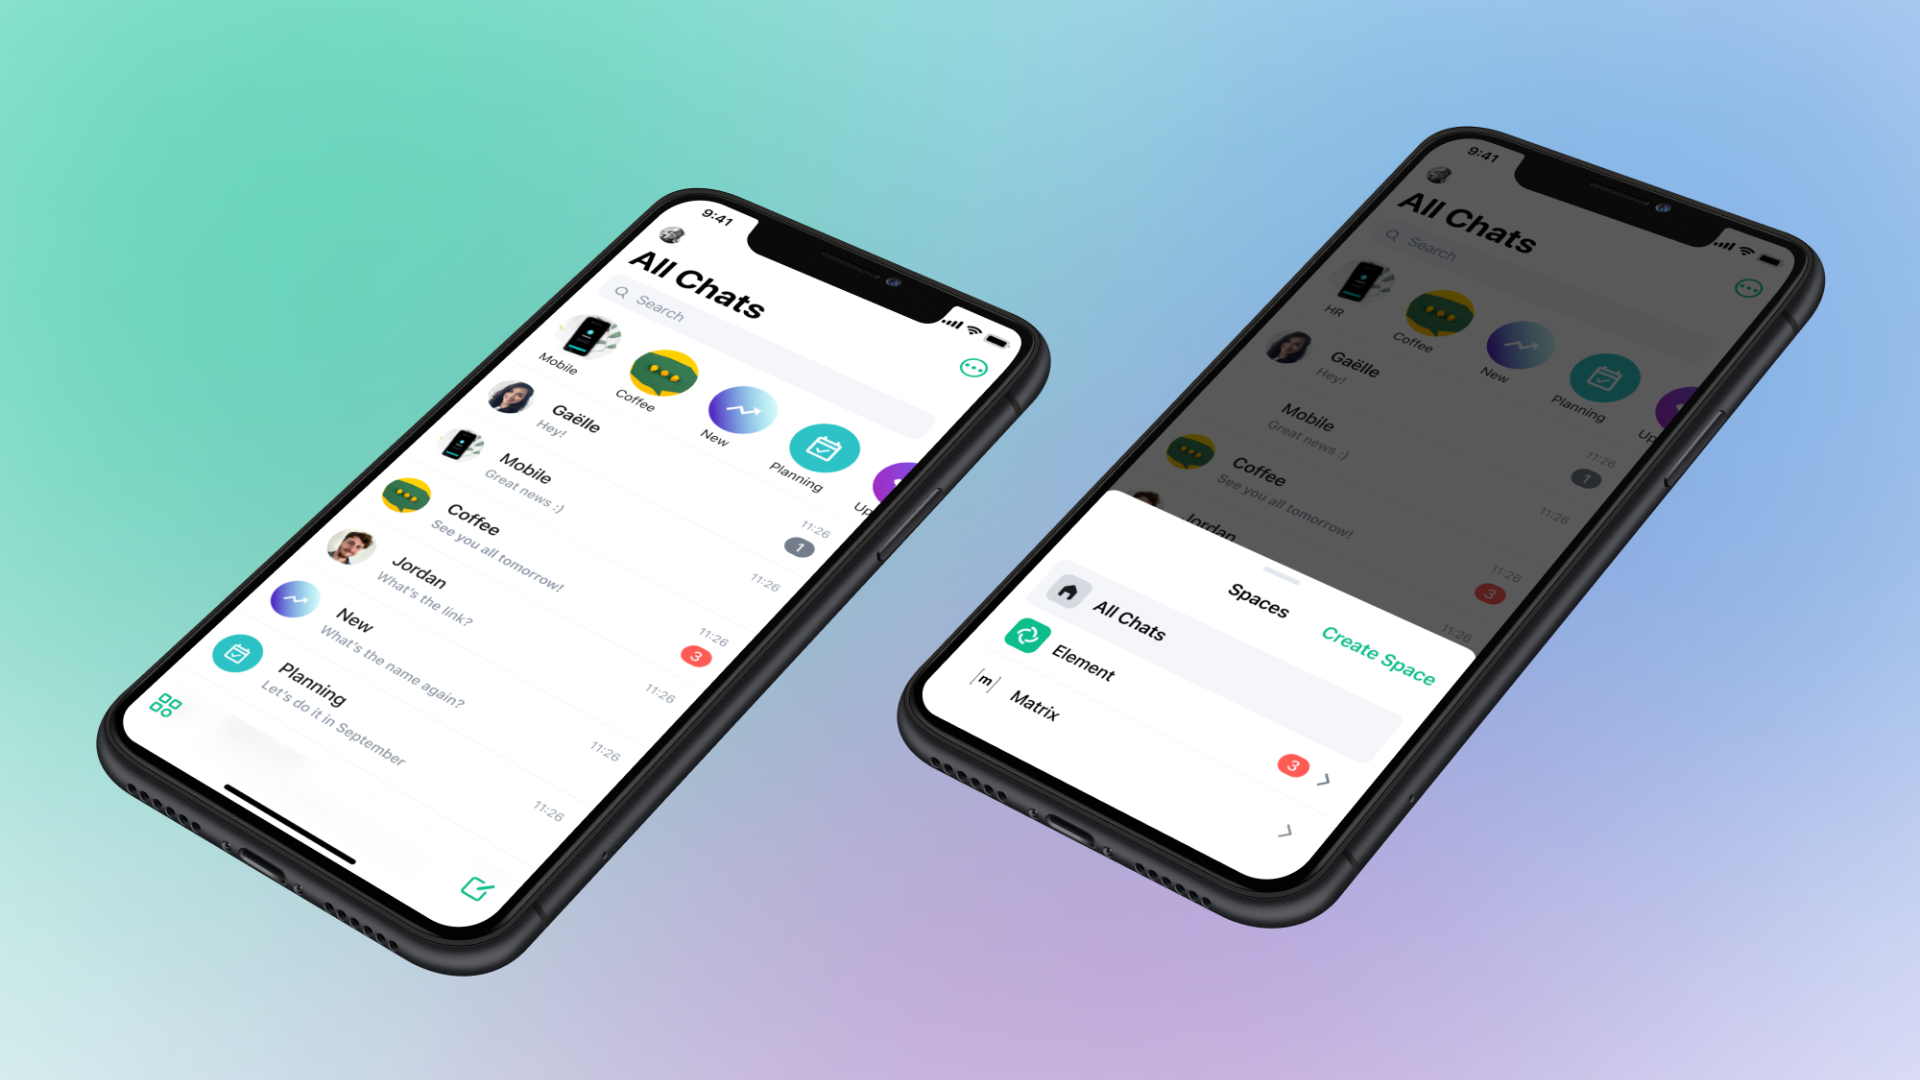 9:41
All Chats
Search
Mobile
Coffee
New
Planning
Up
Gaëlle
Hey!
11:26
1
Mobile
Great news :)
11:26
Coffee
See you all tomorrow!
11:26
3
Jordan
What's the link?
11:26
New
What's the name again?
11:26
Planning
Let's do it in September
11:26
9:41
All Chats
Search
HR
Coffee
New
Planning
Up
Gaëlle
Hey!
11:26
1
Mobile
Great news :)
11:26
Coffee
See you all tomorrow!
11:26
3
Jordan
11:26
Spaces
Create Space
All Chats
Element
3
[m]
Matrix